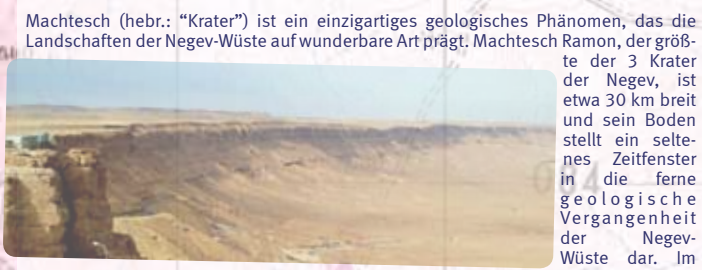 Machtesch (hebr.: “Krater”) ist ein einzigartiges geologisches Phänomen, das die
Landschaften der Negev-Wüste auf wunderbare Art prägt. Machtesch Ramon, der größ-
te der 3 Krater
der Negev, ist
etwa 30 km breit
und sein Boden
stellt ein selte-
nes Zeitfenster
in die ferne
geologische
Vergangenheit
der Negev-
Wüste dar. Im